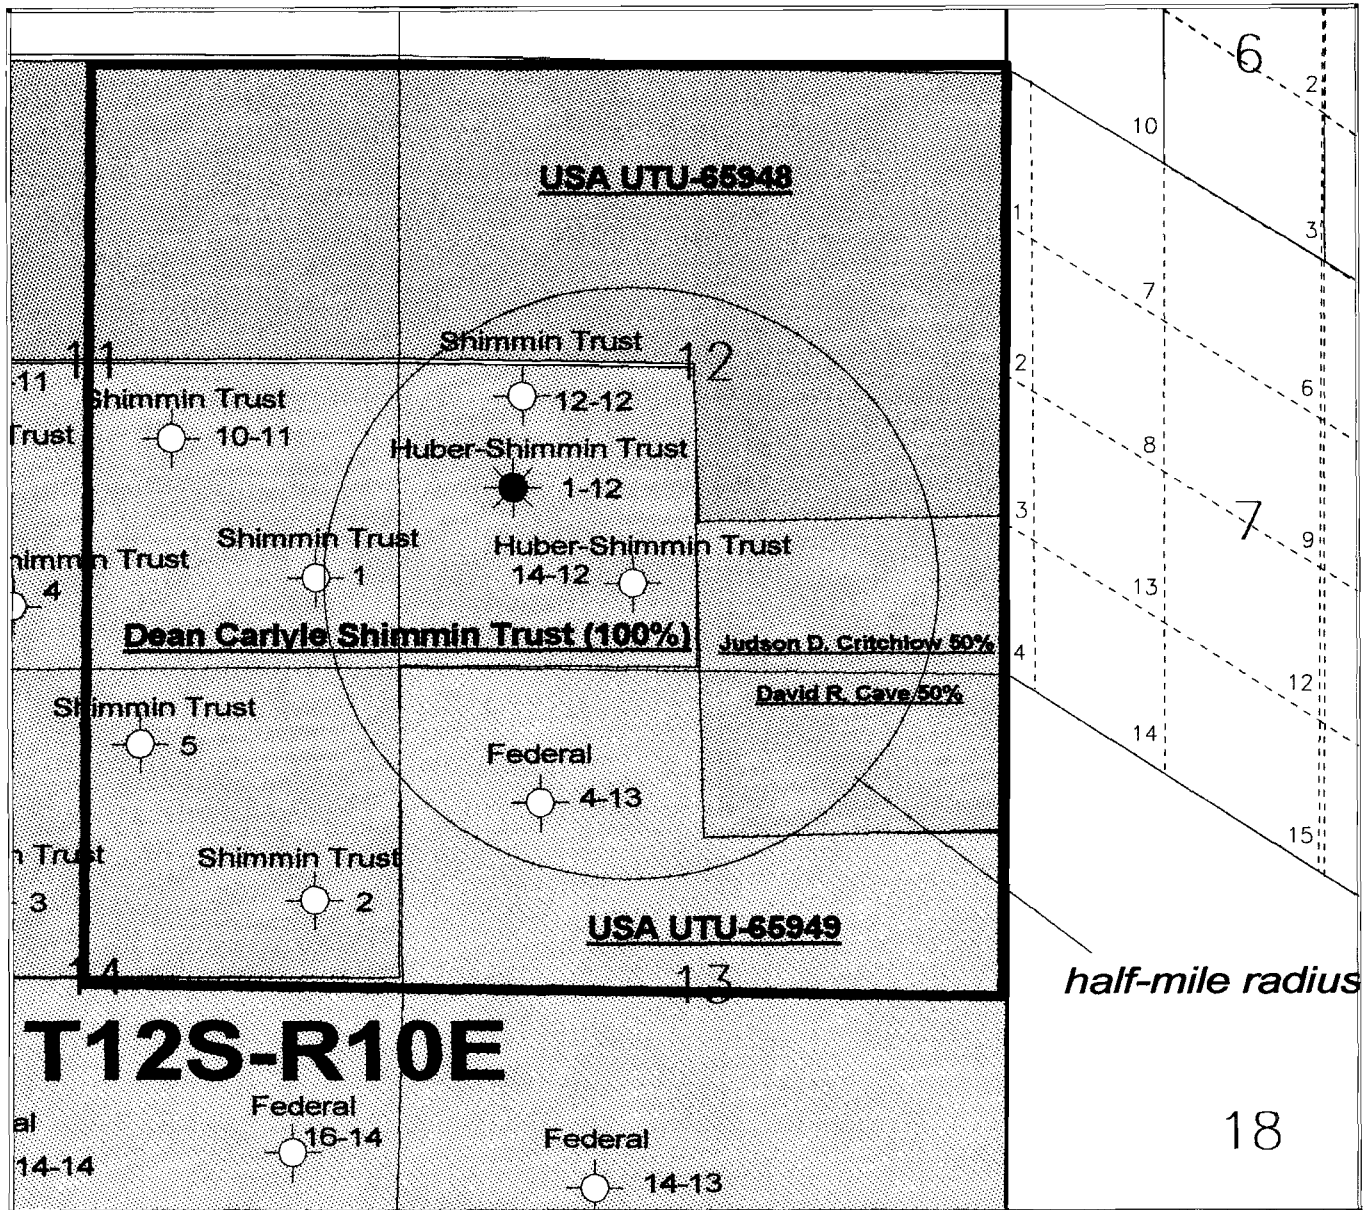 6
2
10
3
USA UTU-65948
1
7
Shimmin Trust
12
11
-11
12-12
2
6
Shimmin Trust
10-11
Trust
Huber-Shimmin Trust
1-12
8
3
7
9
Shimmin Trust
1
Huber-Shimmin Trust
14-12
himmin Trust
4
13
Dean Carlyle Shimmin Trust (100%)
Judson D. Critchlow 50%
4
David R. Cave 50%
12
Shimmin Trust
5
14
Federal
4-13
15
n Trust
3
Shimmin Trust
2
USA UTU-65949
14
13
half-mile radius
T12S-R10E
Federal
16-14
al
14-14
Federal
14-13
18